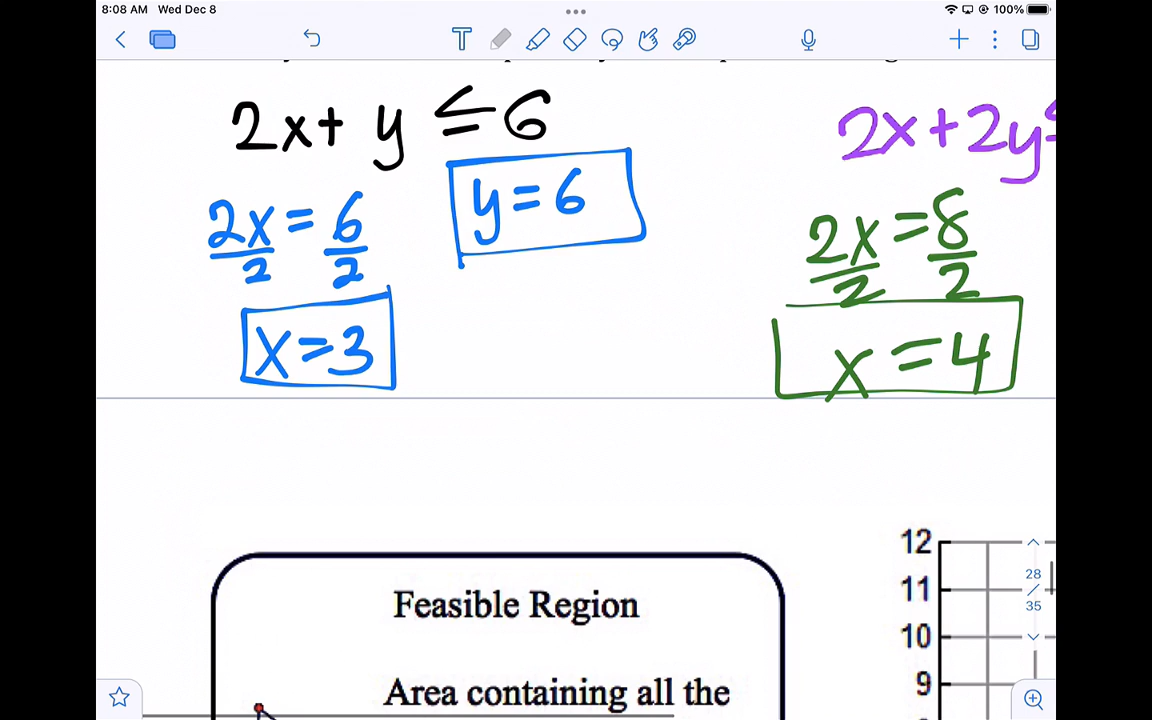 8:08 AM Wed Dec 8
100%
2x + y ≤ 6
2x + 2y
y = 6
2x = 6
2 2
2x = 8
2 2
x = 3
x = 4
Feasible Region
Area containing all the
12
11
10
9
28
35